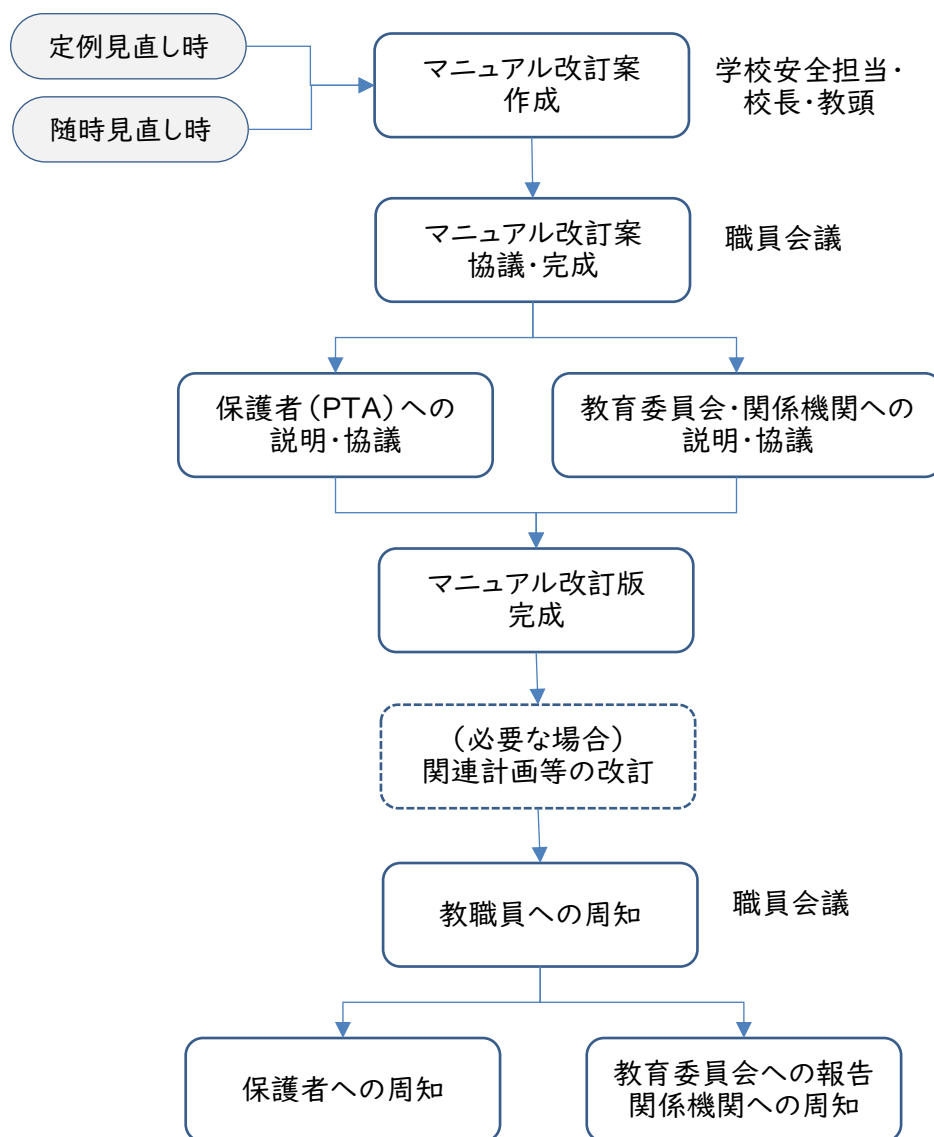 定例見直し時
随時見直し時
マニュアル改訂案
作成
学校安全担当・
校長・教頭
マニュアル改訂案
協議・完成
職員会議
保護者(PTA)への
説明・協議
教育委員会・関係機関への
説明・協議
マニュアル改訂版
完成
(必要な場合)
関連計画等の改訂
教職員への周知
職員会議
保護者への周知
教育委員会への報告
関係機関への周知